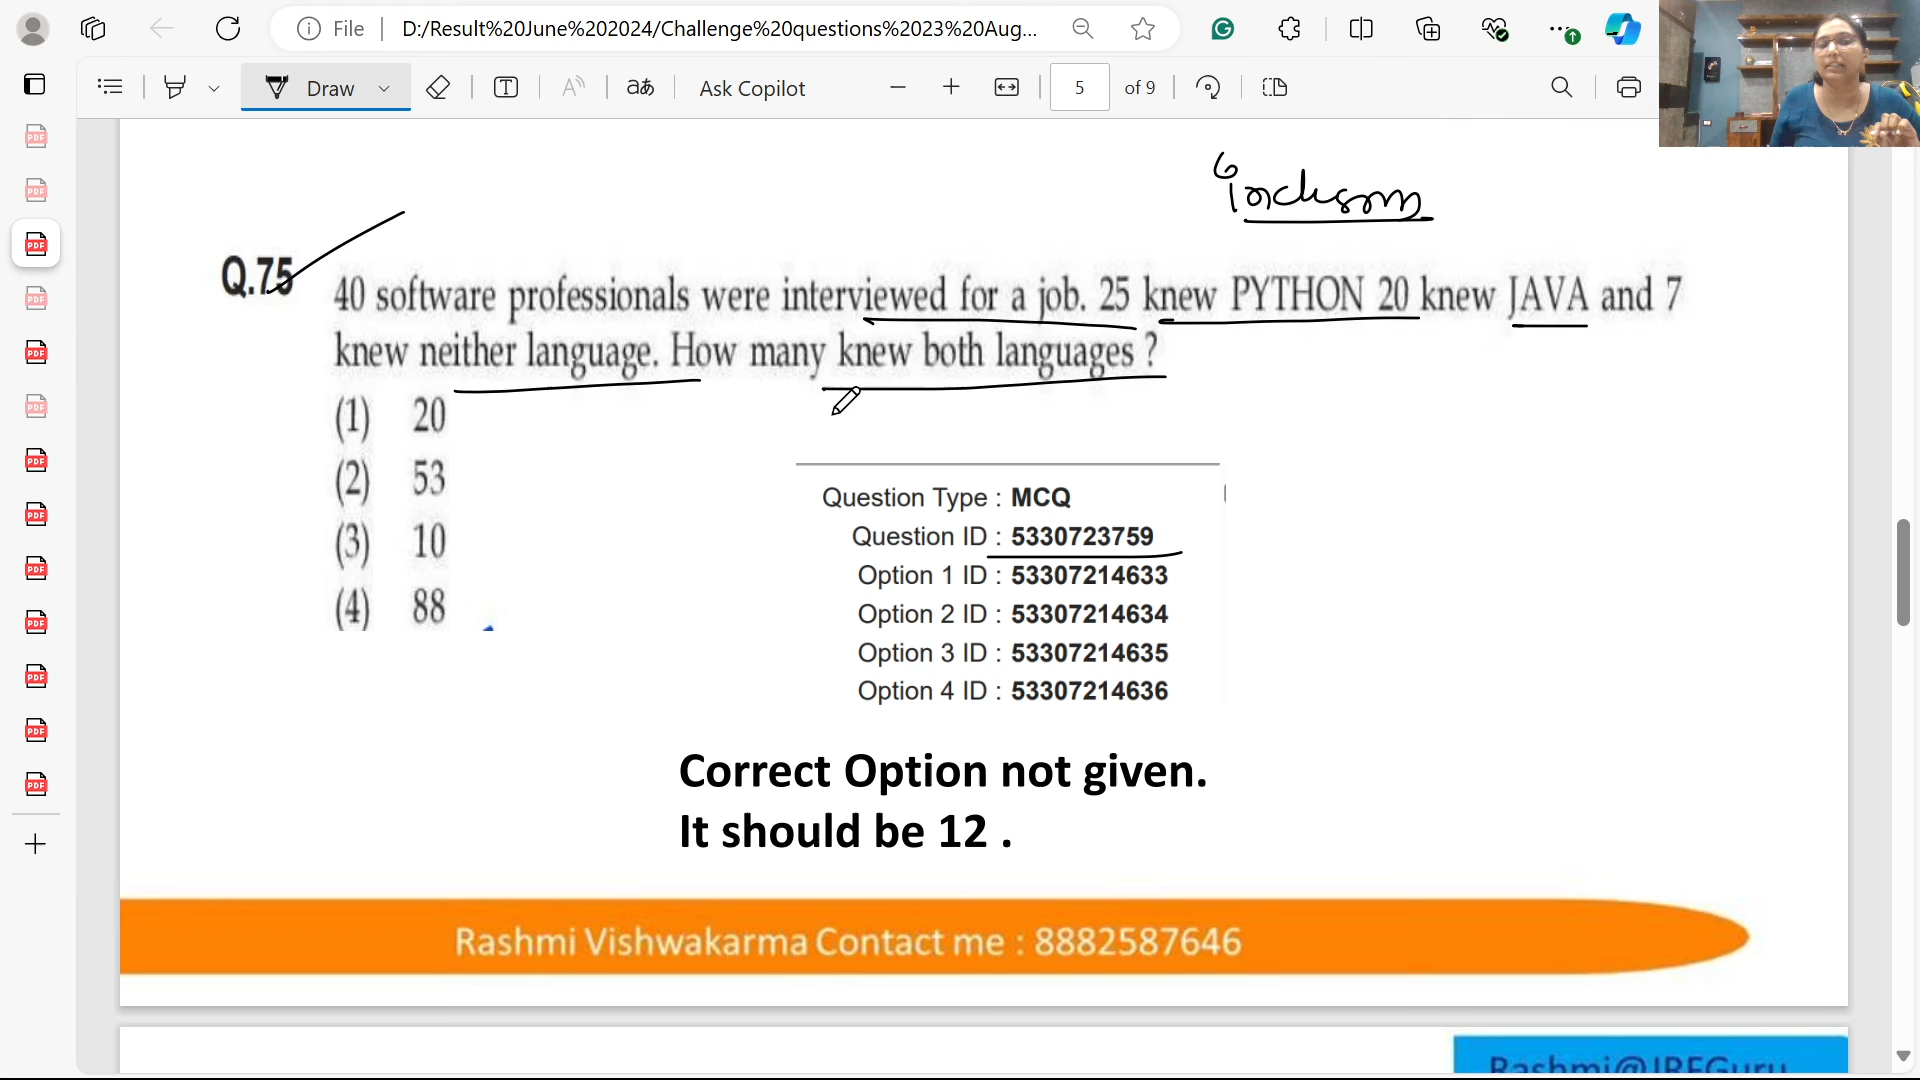 File
D:/Result%20June%202024/Challenge%20questions%2023%20Aug...
Draw
Ask Copilot
5
of 9
Q.75
40 software professionals were interviewed for a job. 25 knew PYTHON 20 knew JAVA and 7
knew neither language. How many knew both languages ?
(1) 20
(2) 53
(3) 10
(4) 88
Question Type : MCQ
Question ID : 5330723759
Option 1 ID : 53307214633
Option 2 ID : 53307214634
Option 3 ID : 53307214635
Option 4 ID : 53307214636
Correct Option not given.
It should be 12 .
Rashmi Vishwakarma Contact me : 8882587646
Rashmi@JRFGuru